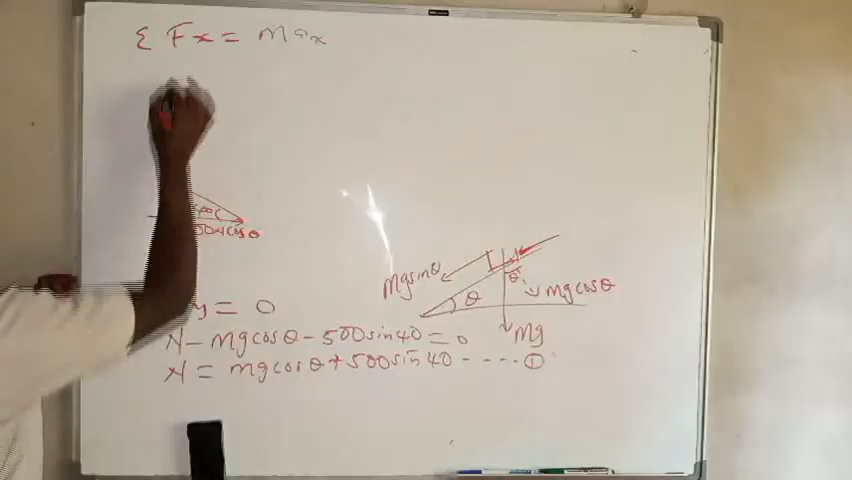 Σ Fx = Max
mgsinθ
θ
θ
mgcosθ
mg
y = 0
N - mgcosθ - 500sin40 = 0
N = mgcosθ + 500sin40 ----- ①